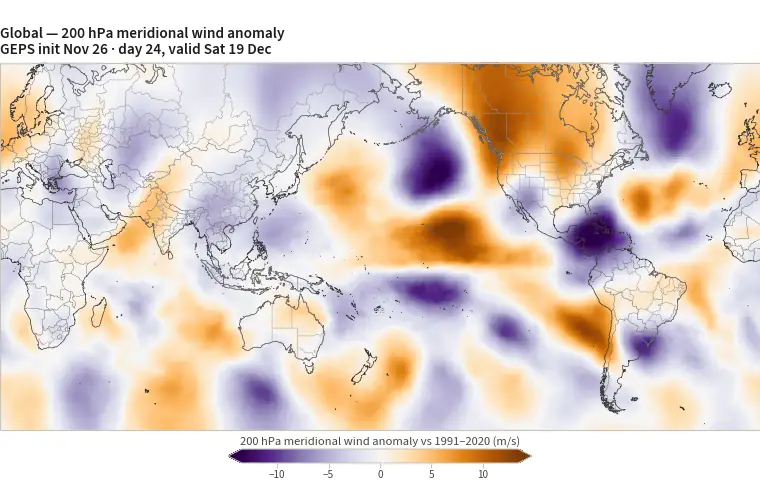 Global — 200 hPa meridional wind anomaly
GEPS init Nov 26 · day 24, valid Sat 19 Dec
200 hPa meridional wind anomaly vs 1991–2020 (m/s)
−10 −5 0 5 10